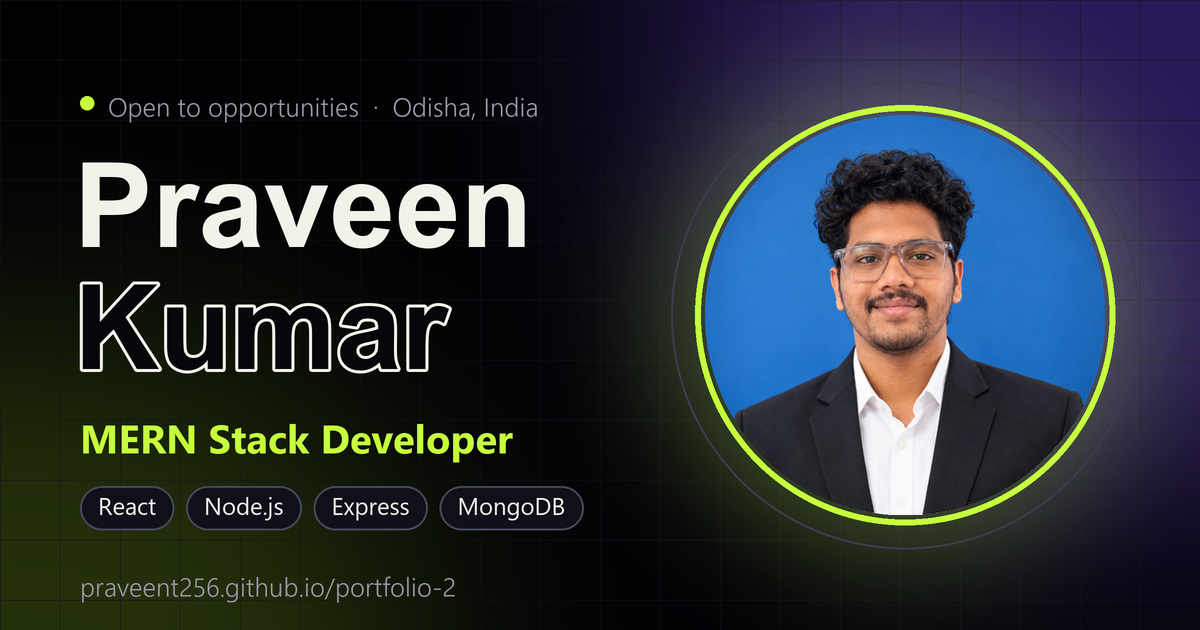 Open to opportunities · Odisha, India
Praveen
Kumar
MERN Stack Developer
React Node.js Express MongoDB
praveent256.github.io/portfolio-2